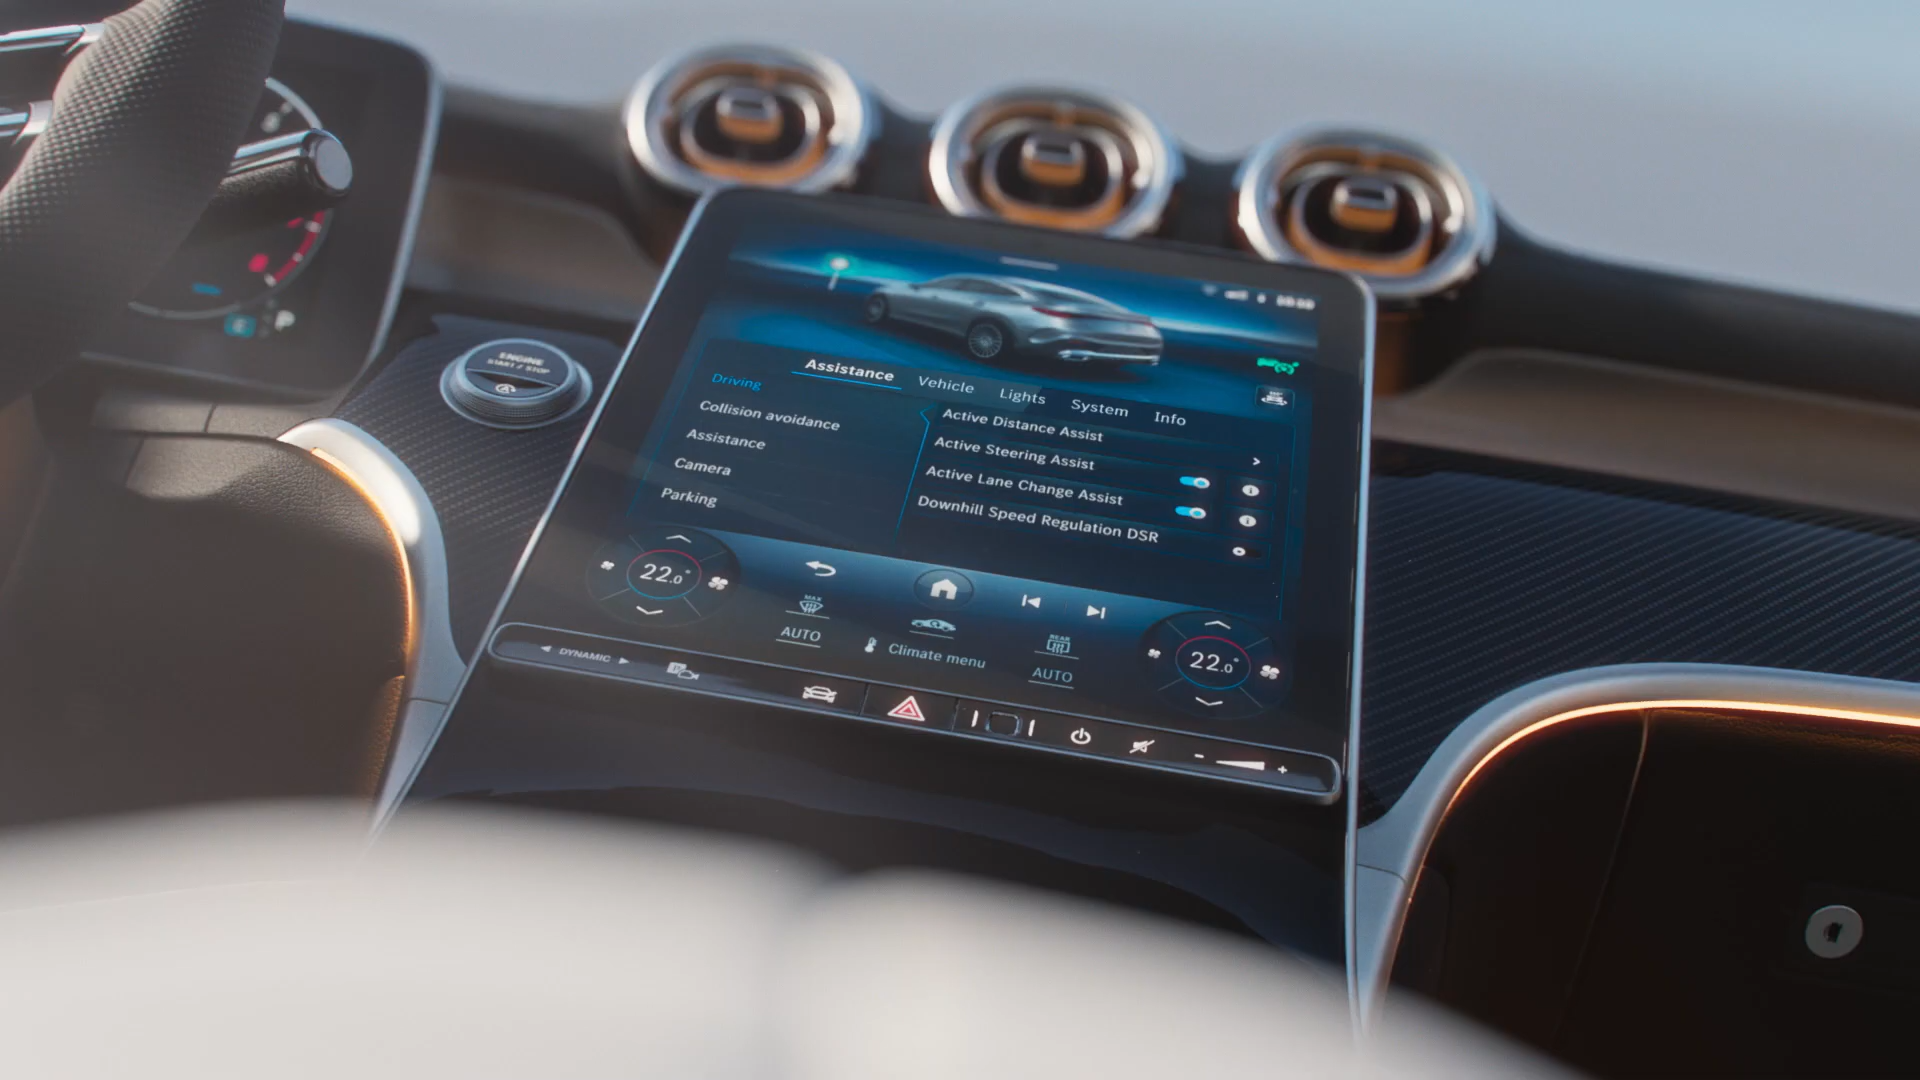 ENGINE
START / STOP
P
Assistance Vehicle Lights System Info
Driving
Collision avoidance
Assistance
Camera
Parking
Active Distance Assist
Active Steering Assist
Active Lane Change Assist
Downhill Speed Regulation DSR
22.0°
MAX
AUTO
Climate menu
REAR
AUTO
22.0°
DYNAMIC
- +